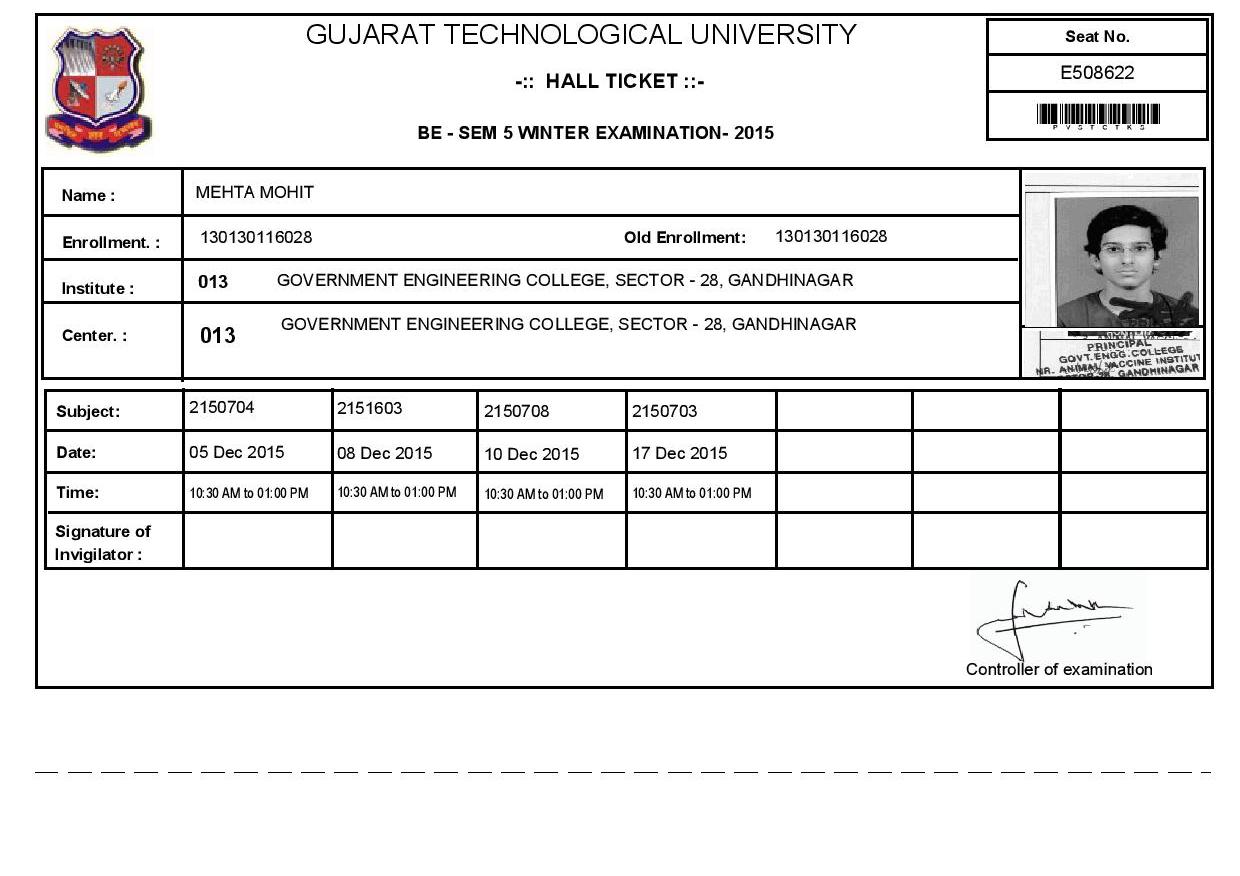 GUJARAT TECHNOLOGICAL UNIVERSITY
-:: HALL TICKET ::-
BE - SEM 5 WINTER EXAMINATION- 2015
Seat No.
E508622
P V S T C T K S
Name : MEHTA MOHIT
Enrollment. : 130130116028 Old Enrollment: 130130116028
Institute : 013 GOVERNMENT ENGINEERING COLLEGE, SECTOR - 28, GANDHINAGAR
Center. : 013 GOVERNMENT ENGINEERING COLLEGE, SECTOR - 28, GANDHINAGAR
PRINCIPAL
GOVT.ENGG.COLLEGE
NR. ANIMAL VACCINE INSTITUT
GANDHINAGAR
Subject: 2150704 2151603 2150708 2150703
Date: 05 Dec 2015 08 Dec 2015 10 Dec 2015 17 Dec 2015
Time: 10:30 AM to 01:00 PM 10:30 AM to 01:00 PM 10:30 AM to 01:00 PM 10:30 AM to 01:00 PM
Signature of
Invigilator :
Controller of examination